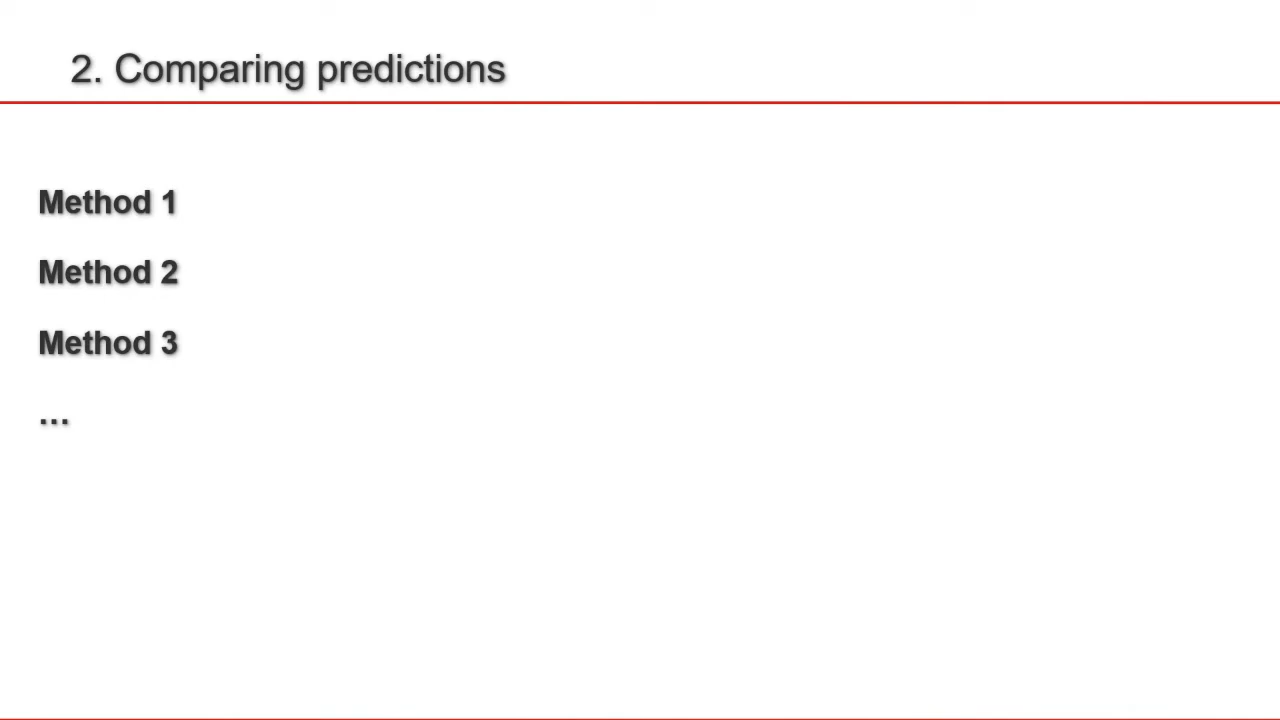 2. Comparing predictions
Method 1
Method 2
Method 3
...